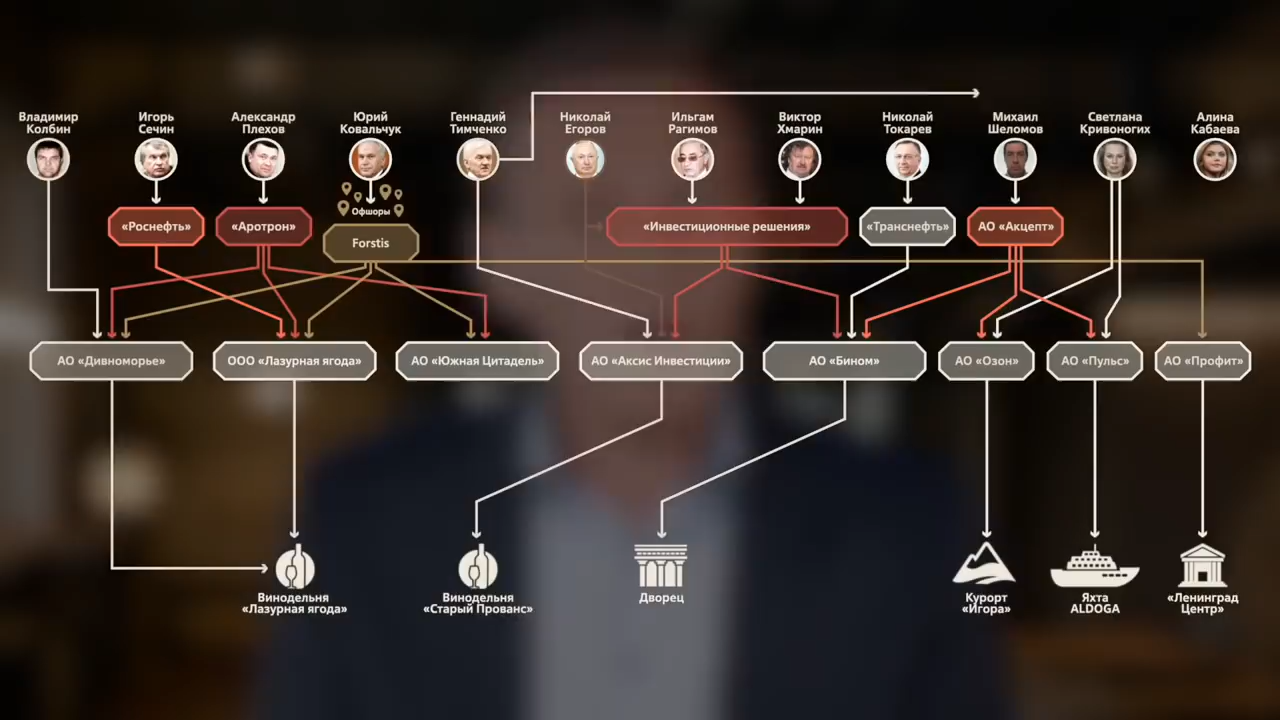 Владимир
Колбин
Игорь
Сечин
Александр
Плехов
Юрий
Ковальчук
Геннадий
Тимченко
Николай
Егоров
Ильгам
Рагимов
Виктор
Хмарин
Николай
Токарев
Михаил
Шеломов
Светлана
Кривоногих
Алина
Кабаева
«Роснефть»
«Аротрон»
Офшоры
Forstis
«Инвестиционные решения»
«Транснефть»
АО «Акцепт»
АО «Дивноморье»
ООО «Лазурная ягода»
АО «Южная Цитадель»
АО «Аксис Инвестиции»
АО «Бином»
АО «Озон»
АО «Пульс»
АО «Профит»
Винодельня
«Лазурная ягода»
Винодельня
«Старый Прованс»
Дворец
Курорт
«Игора»
Яхта
ALDOGA
«Ленинград
Центр»